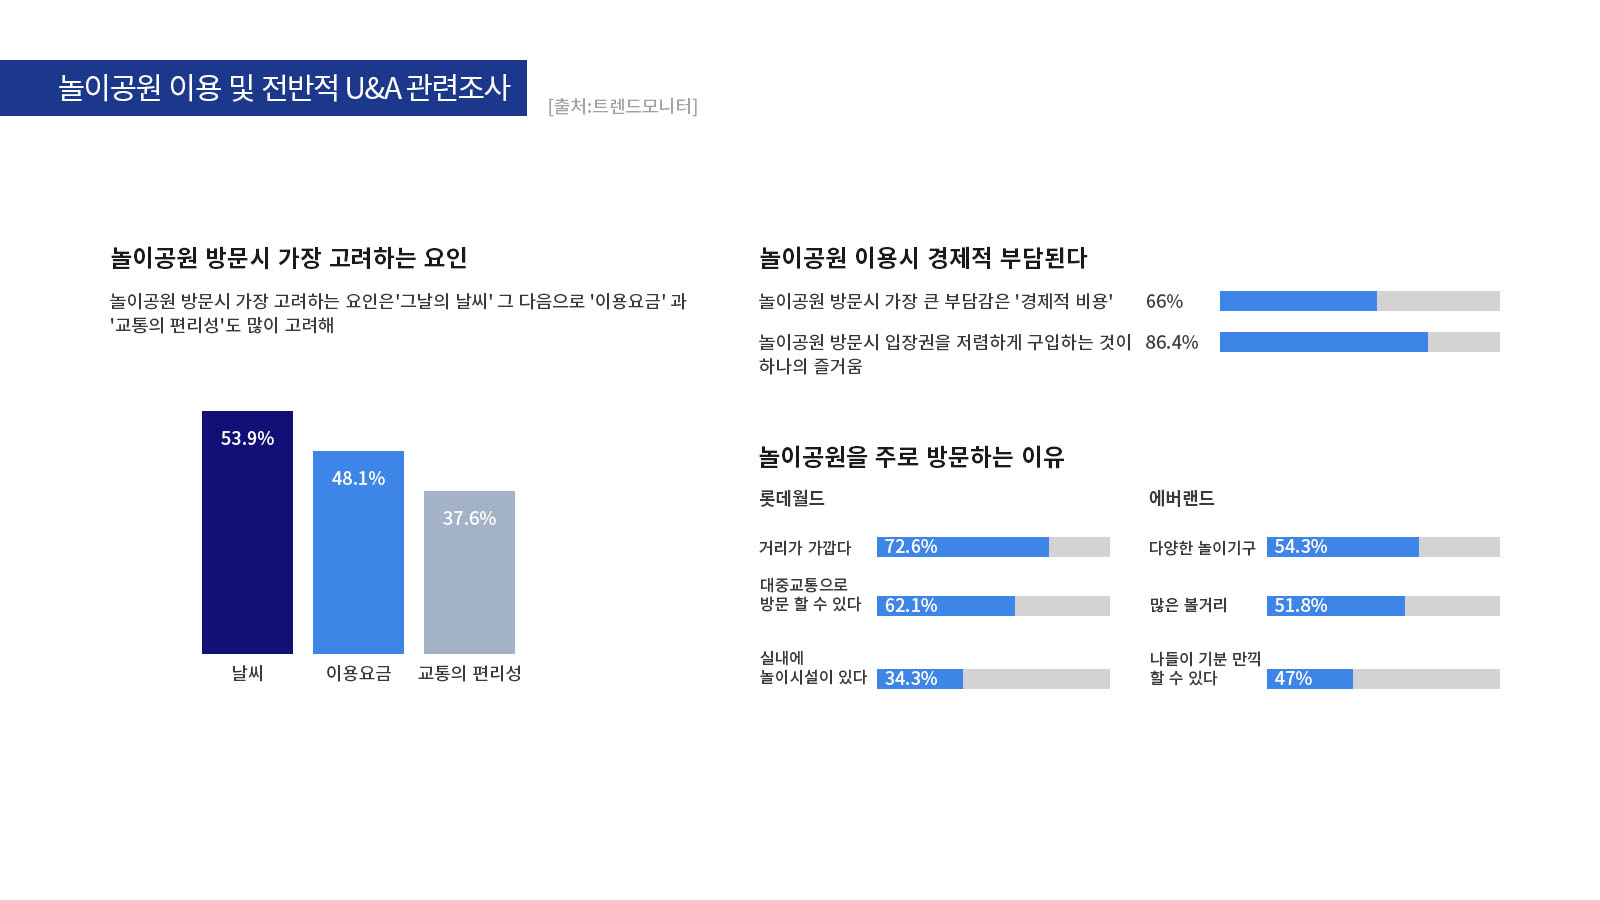 놀이공원 이용 및 전반적 U&A 관련조사
[출처:트렌드모니터]
놀이공원 방문시 가장 고려하는 요인
놀이공원 방문시 가장 고려하는 요인은'그날의 날씨' 그 다음으로 '이용요금' 과
'교통의 편리성'도 많이 고려해
53.9%
48.1%
37.6%
날씨
이용요금
교통의 편리성
놀이공원 이용시 경제적 부담된다
놀이공원 방문시 가장 큰 부담감은 '경제적 비용' 66%
놀이공원 방문시 입장권을 저렴하게 구입하는 것이 86.4%
하나의 즐거움
놀이공원을 주로 방문하는 이유
롯데월드
거리가 가깝다 72.6%
대중교통으로
방문 할 수 있다 62.1%
실내에
놀이시설이 있다 34.3%
에버랜드
다양한 놀이기구 54.3%
많은 볼거리 51.8%
나들이 기분 만끽
할 수 있다 47%